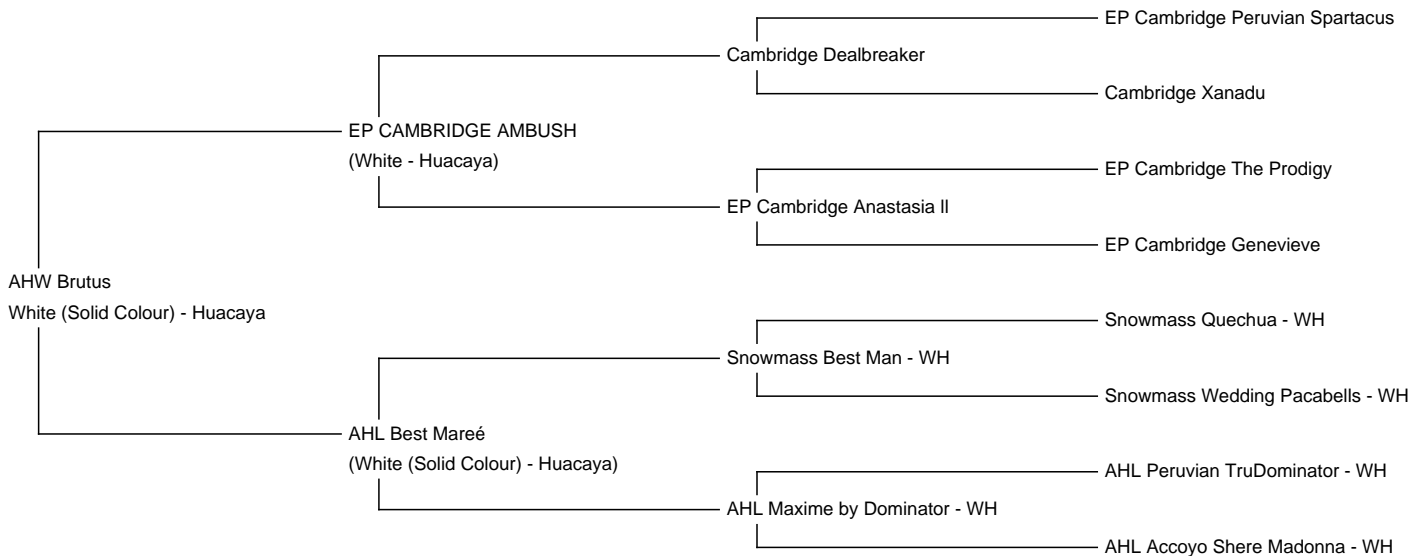 EP Cambridge Peruvian Spartacus
Cambridge Dealbreaker
Cambridge Xanadu
EP CAMBRIDGE AMBUSH
(White - Huacaya)
EP Cambridge The Prodigy
EP Cambridge Anastasia ll
EP Cambridge Genevieve
AHW Brutus
White (Solid Colour) - Huacaya
Snowmass Quechua - WH
Snowmass Best Man - WH
Snowmass Wedding Pacabells - WH
AHL Best Mareé
(White (Solid Colour) - Huacaya)
AHL Peruvian TruDominator - WH
AHL Maxime by Dominator - WH
AHL Accoyo Shere Madonna - WH